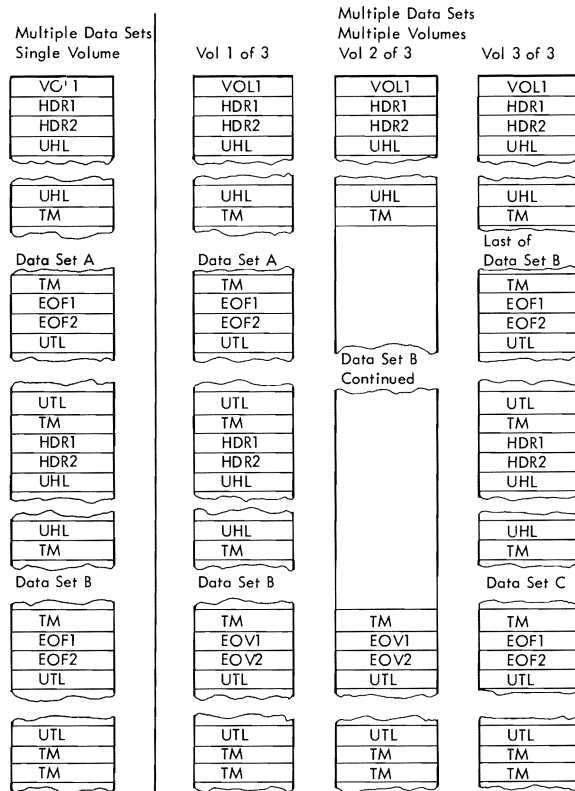 Multiple Data Sets
Single Volume
VOL1
HDR1
HDR2
UHL
UHL
TM
Data Set A
TM
EOF1
EOF2
UTL
UTL
TM
HDR1
HDR2
UHL
UHL
TM
Data Set B
TM
EOF1
EOF2
UTL
UTL
TM
TM
Multiple Data Sets
Multiple Volumes
Vol 1 of 3
VOL1
HDR1
HDR2
UHL
UHL
TM
Data Set A
TM
EOF1
EOF2
UTL
UTL
TM
HDR1
HDR2
UHL
UHL
TM
Data Set B
TM
EOV1
EOV2
UTL
UTL
TM
TM
Vol 2 of 3
VOL1
HDR1
HDR2
UHL
UHL
TM
Data Set B
Continued
TM
EOV1
EOV2
UTL
UTL
TM
TM
Vol 3 of 3
VOL1
HDR1
HDR2
UHL
UHL
TM
Last of
Data Set B
TM
EOF1
EOF2
UTL
UTL
TM
HDR1
HDR2
UHL
UHL
TM
Data Set C
TM
EOF1
EOF2
UTL
UTL
TM
TM